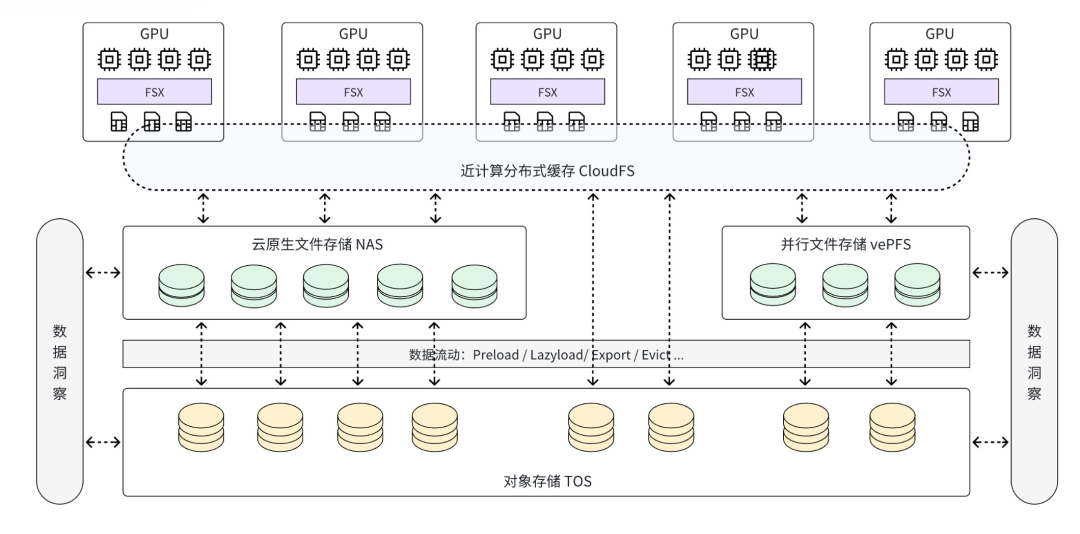 GPU
GPU
GPU
GPU
GPU
FSX
FSX
FSX
FSX
FSX
近计算分布式缓存 CloudFS
云原生文件存储 NAS
并行文件存储 vePFS
数据洞察
数据洞察
数据流动：Preload / Lazyload/ Export / Evict ...
对象存储 TOS